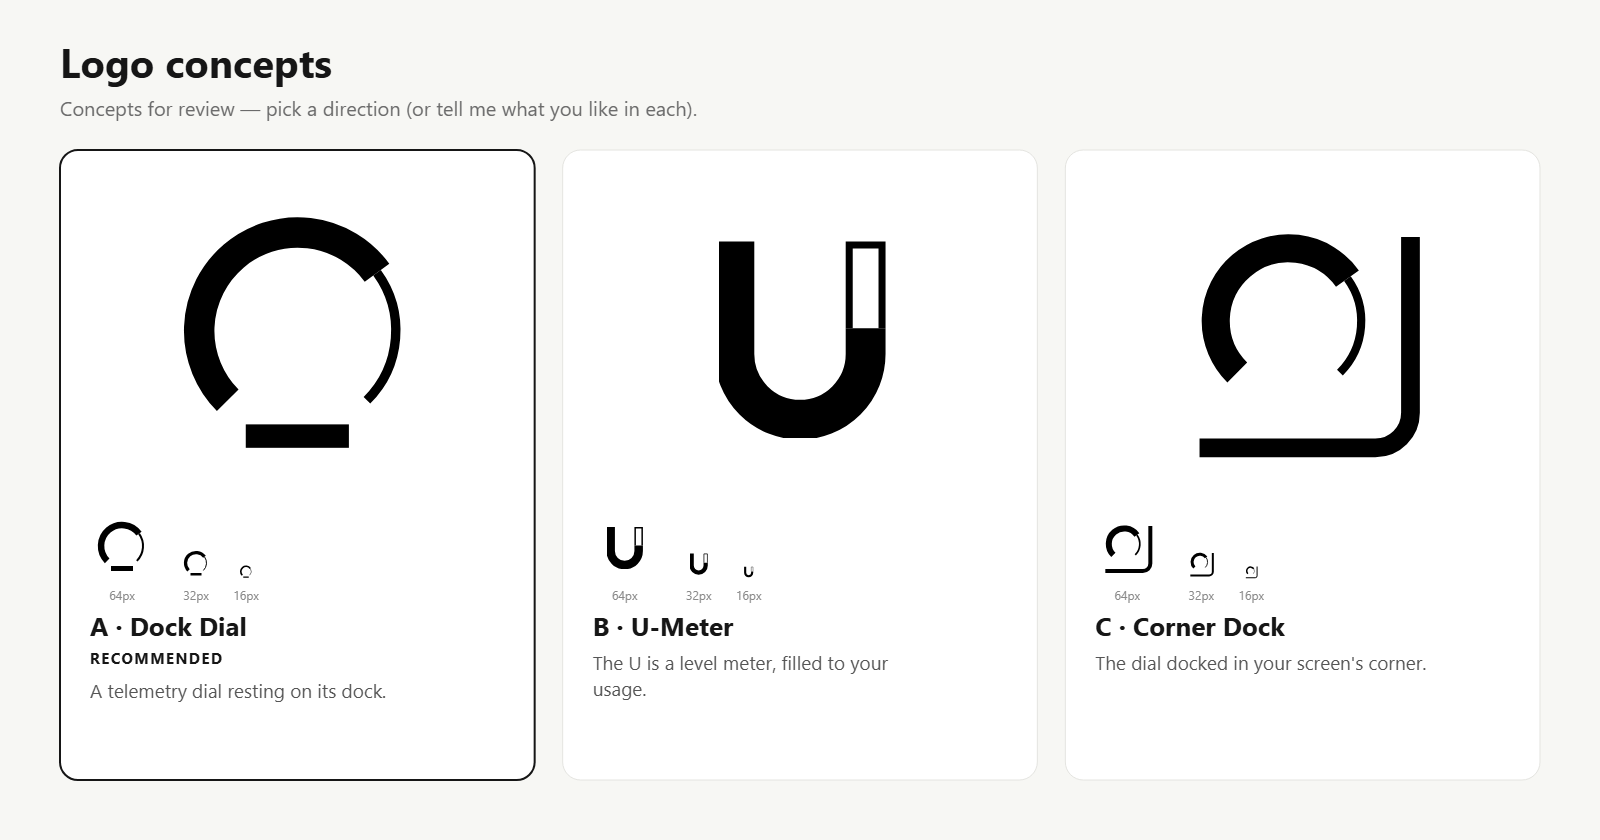 Logo concepts
Concepts for review — pick a direction (or tell me what you like in each).
64px 32px 16px
A · Dock Dial
RECOMMENDED
A telemetry dial resting on its dock.
64px 32px 16px
B · U-Meter
The U is a level meter, filled to your
usage.
64px 32px 16px
C · Corner Dock
The dial docked in your screen's corner.